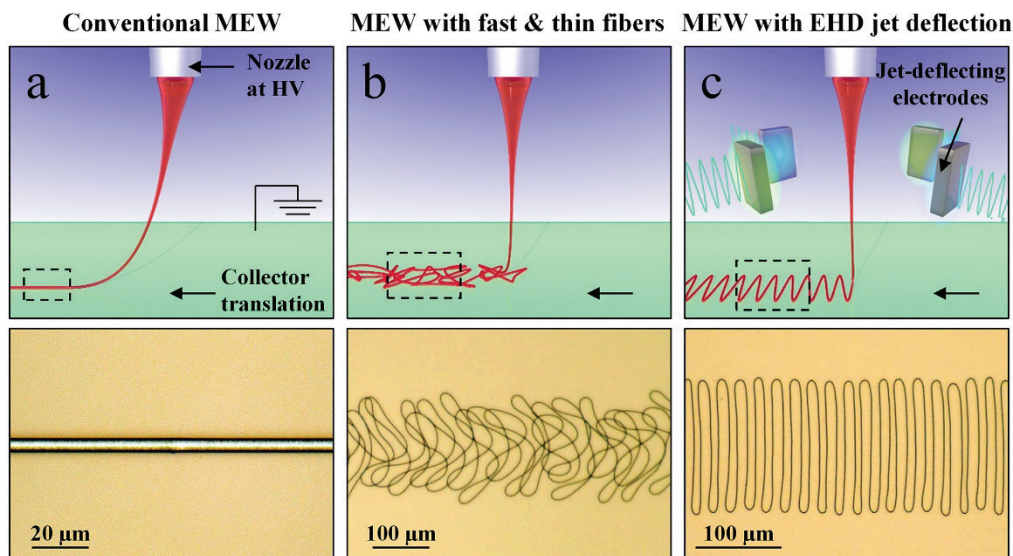 Conventional MEW
MEW with fast & thin fibers
MEW with EHD jet deflection
a
Nozzle
at HV
Collector
translation
b
c
Jet-deflecting
electrodes
20 µm
100 µm
100 µm